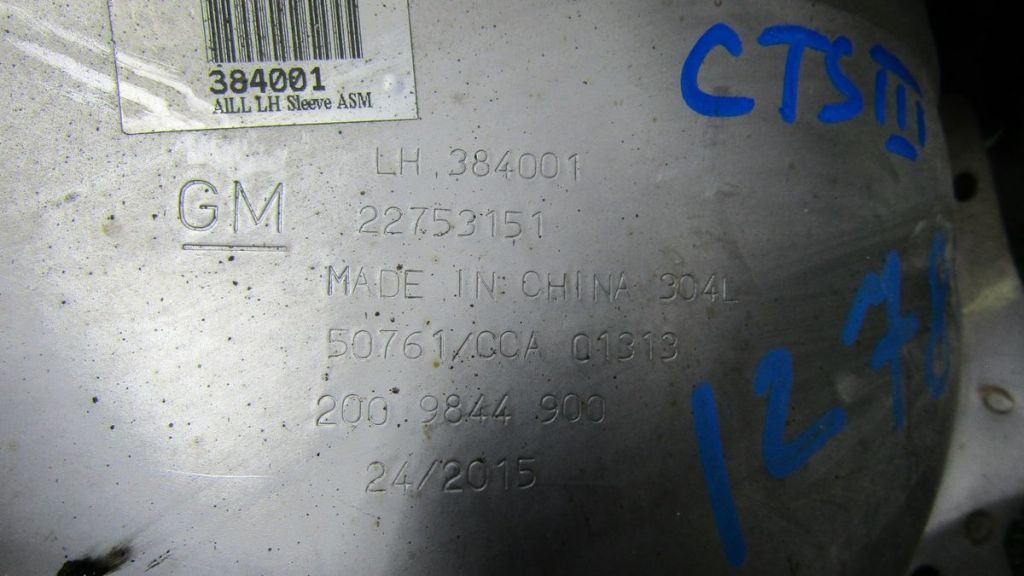 384001
AILL LH Sleeve ASM
CTS III
LH 384001
GM
22753151
MADE IN CHINA 304L
50761/CCA 01313
200 9844 900
24/2015
1278